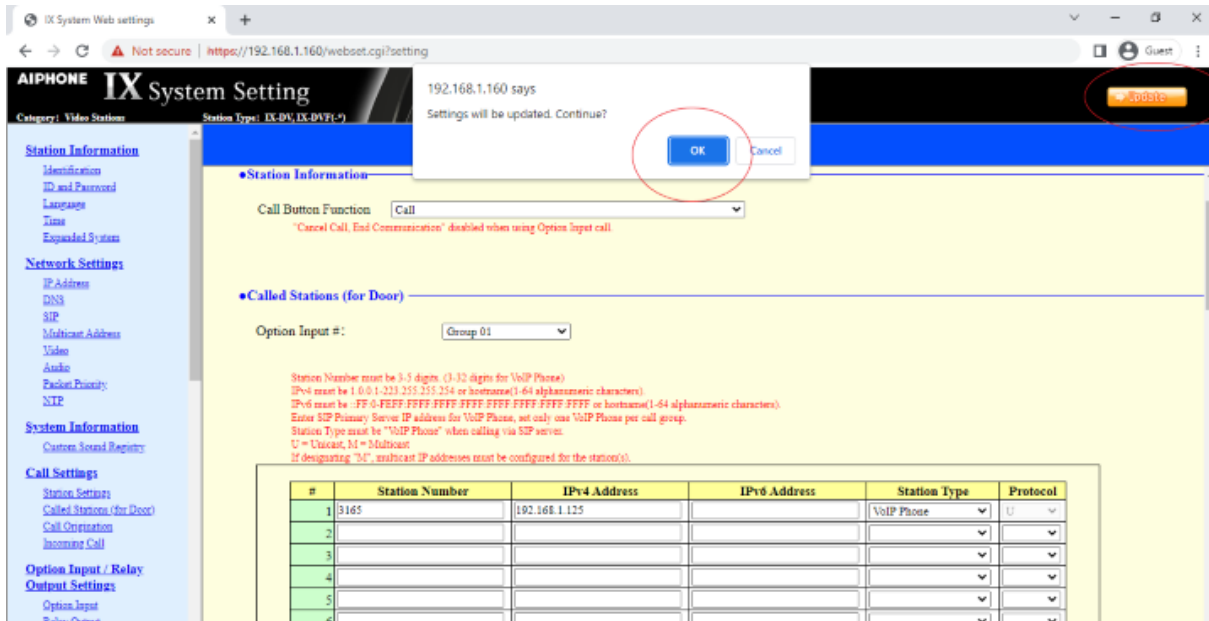 IX System Web settings
Not secure | https://192.168.1.160/webset.cgi?setting
Guest
AIPHONE IX System Setting
Category: Video Stations Station Type: IX-DV, IX-DVF(-*)
Update
192.168.1.160 says
Settings will be updated. Continue?
OK Cancel
Station Information
Identification
ID and Password
Language
Time
Expanded System
Network Settings
IP Address
DNS
SIP
Multicast Address
Video
Audio
Packet Priority
NTP
System Information
Custom Sound Registry
Call Settings
Station Settings
Called Stations (for Door)
Call Origination
Incoming Call
Option Input / Relay
Output Settings
Option Input
Relay Output
•Station Information
Call Button Function Call
"Cancel Call, End Communication" disabled when using Option Input call.
•Called Stations (for Door)
Option Input #: Group 01
Station Number must be 3-5 digits. (3-32 digits for VoIP Phone)
IPv4 must be 1.0.0.1-223.255.255.254 or hostname(1-64 alphanumeric characters).
IPv6 must be ::FF:0-FEFF:FFFF:FFFF:FFFF:FFFF:FFFF:FFFF:FFFF or hostname(1-64 alphanumeric characters).
Enter SIP Primary Server IP address for VoIP Phone, set only one VoIP Phone per call group.
Station Type must be "VoIP Phone" when calling via SIP server.
U = Unicast, M = Multicast
If designating "M", multicast IP addresses must be configured for the station(s).
# Station Number IPv4 Address IPv6 Address Station Type Protocol
1 3165 192.168.1.125 VoIP Phone U
2
3
4
5
6